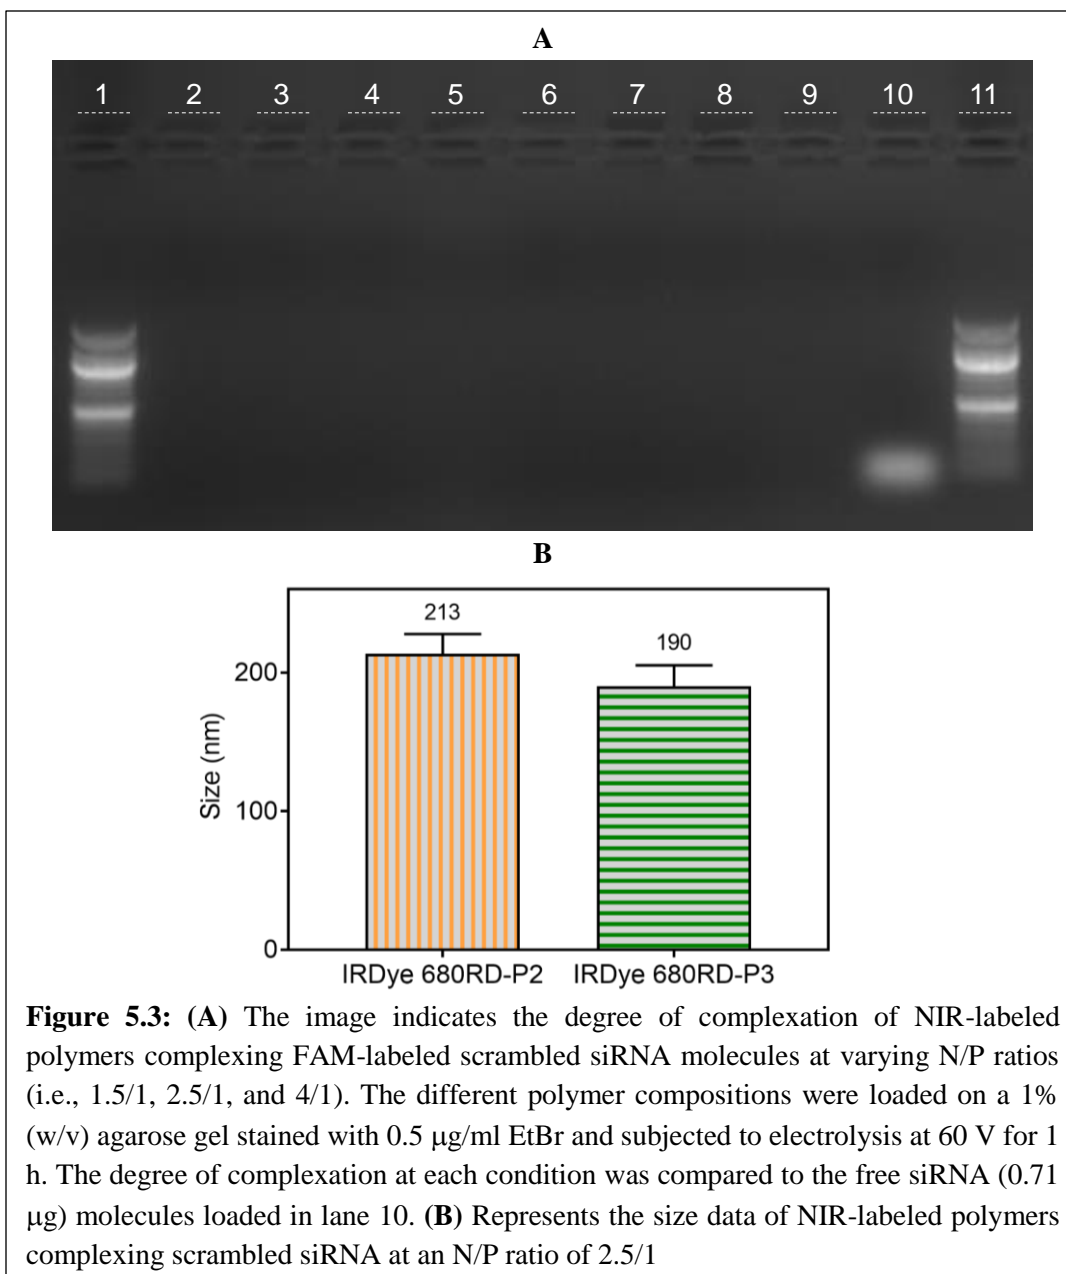 A
1 2 3 4 5 6 7 8 9 10 11
B
213
190
200
100
0
Size (nm)
IRDye 680RD-P2 IRDye 680RD-P3
Figure 5.3: (A) The image indicates the degree of complexation of NIR-labeled
polymers complexing FAM-labeled scrambled siRNA molecules at varying N/P ratios
(i.e., 1.5/1, 2.5/1, and 4/1). The different polymer compositions were loaded on a 1%
(w/v) agarose gel stained with 0.5 μg/ml EtBr and subjected to electrolysis at 60 V for 1
h. The degree of complexation at each condition was compared to the free siRNA (0.71
μg) molecules loaded in lane 10. (B) Represents the size data of NIR-labeled polymers
complexing scrambled siRNA at an N/P ratio of 2.5/1